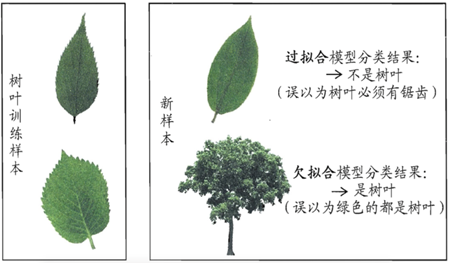 树叶训练样本
新样本
过拟合模型分类结果:
→ 不是树叶
(误以为树叶必须有锯齿)
欠拟合模型分类结果:
→ 是树叶
(误以为绿色的都是树叶)